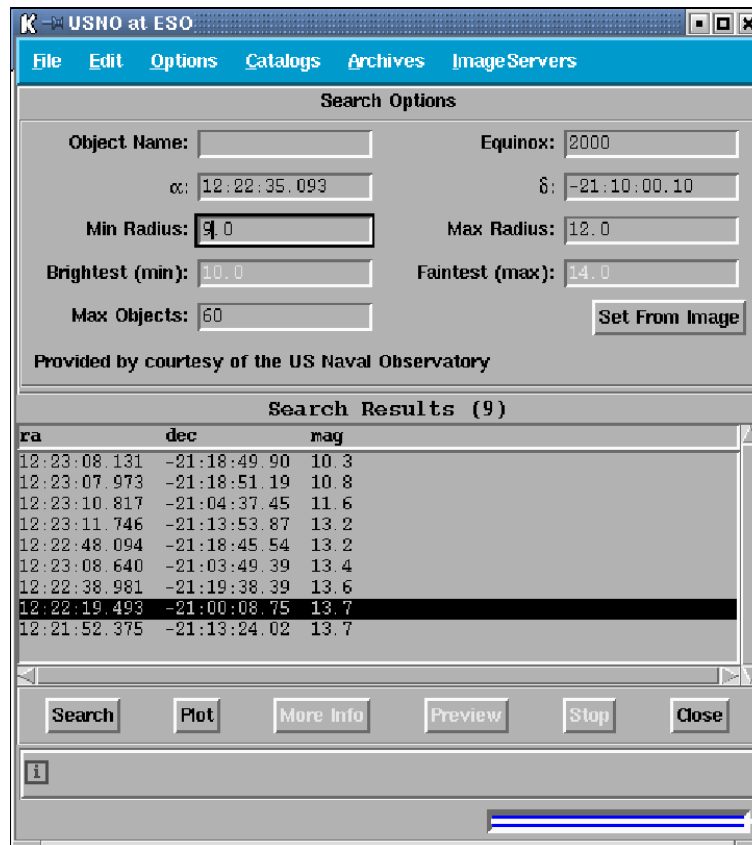 USNO at ESO
File Edit Options Catalogs Archives ImageServers
Search Options
Object Name: Equinox: 2000
α: 12:22:35.093 δ: -21:10:00.10
Min Radius: 9.0 Max Radius: 12.0
Brightest (min): 10.0 Faintest (max): 14.0
Max Objects: 60 Set From Image
Provided by courtesy of the US Naval Observatory
Search Results (9)
ra dec mag
12:23:08.131 -21:18:49.90 10.3
12:23:07.973 -21:18:51.19 10.8
12:23:10.817 -21:04:37.45 11.6
12:23:11.746 -21:13:53.87 13.2
12:22:48.094 -21:18:45.54 13.2
12:23:08.640 -21:03:49.39 13.4
12:22:38.981 -21:19:38.39 13.6
12:22:19.493 -21:00:08.75 13.7
12:21:52.375 -21:13:24.02 13.7
Search Plot More Info Preview Stop Close